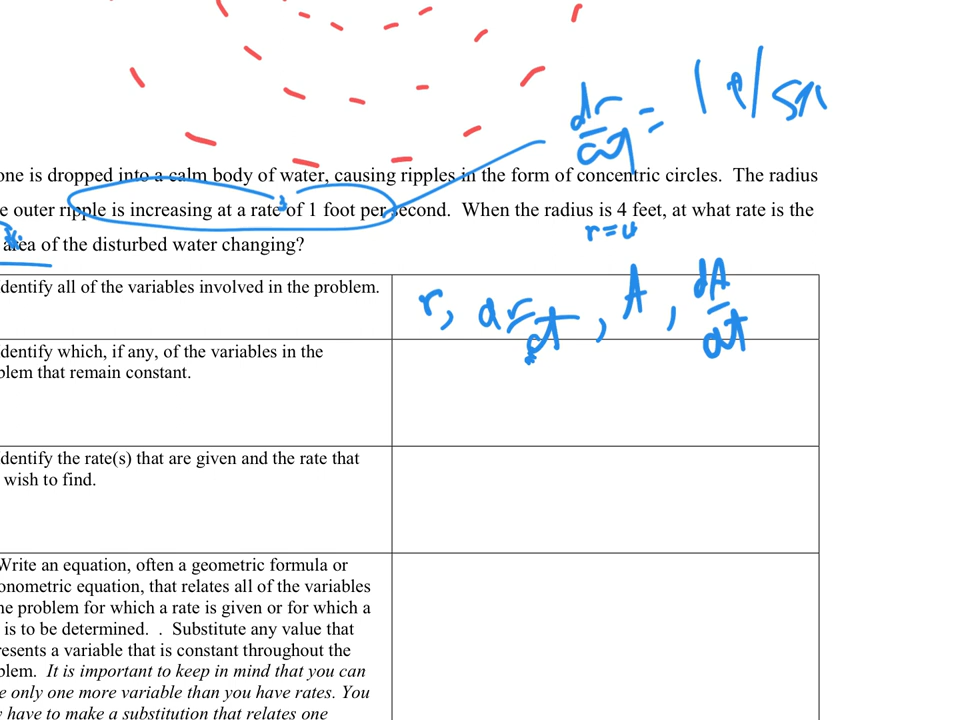 dr/dt = 1 ft/sec
one is dropped into a calm body of water, causing ripples in the form of concentric circles. The radius
e outer ripple is increasing at a rate of 1 foot per second. When the radius is 4 feet, at what rate is the
area of the disturbed water changing?
r=4
dentify all of the variables involved in the problem.
r, dr/dt, A, dA/dt
dentify which, if any, of the variables in the
blem that remain constant.
dentify the rate(s) that are given and the rate that
wish to find.
Write an equation, often a geometric formula or
onometric equation, that relates all of the variables
he problem for which a rate is given or for which a
is to be determined. . Substitute any value that
resents a variable that is constant throughout the
blem. It is important to keep in mind that you can
e only one more variable than you have rates. You
y have to make a substitution that relates one